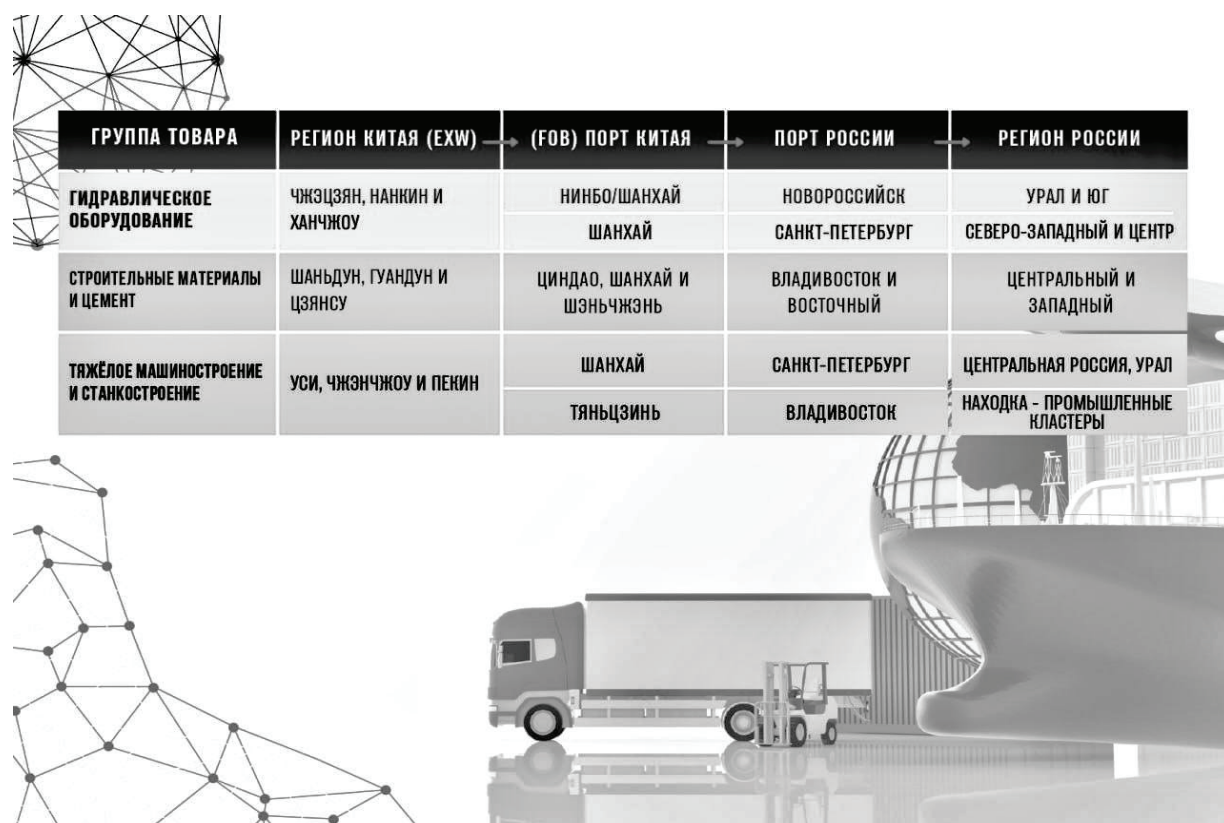 ГРУППА ТОВАРА
РЕГИОН КИТАЯ (EXW)
(FOB) ПОРТ КИТАЯ
ПОРТ РОССИИ
РЕГИОН РОССИИ
ГИДРАВЛИЧЕСКОЕ
ОБОРУДОВАНИЕ
ЧЖЭЦЗЯН, НАНКИН И
ХАНЧЖОУ
НИНБО/ШАНХАЙ
НОВОРОССИЙСК
УРАЛ И ЮГ
ШАНХАЙ
САНКТ-ПЕТЕРБУРГ
СЕВЕРО-ЗАПАДНЫЙ И ЦЕНТР
СТРОИТЕЛЬНЫЕ МАТЕРИАЛЫ
И ЦЕМЕНТ
ШАНЬДУН, ГУАНДУН И
ЦЗЯНСУ
ЦИНДАО, ШАНХАЙ И
ШЭНЬЧЖЭНЬ
ВЛАДИВОСТОК И
ВОСТОЧНЫЙ
ЦЕНТРАЛЬНЫЙ И
ЗАПАДНЫЙ
ТЯЖЁЛОЕ МАШИНОСТРОЕНИЕ
И СТАНКОСТРОЕНИЕ
УСИ, ЧЖЭНЧЖОУ И ПЕКИН
ШАНХАЙ
САНКТ-ПЕТЕРБУРГ
ЦЕНТРАЛЬНАЯ РОССИЯ, УРАЛ
ТЯНЬЦЗИНЬ
ВЛАДИВОСТОК
НАХОДКА - ПРОМЫШЛЕННЫЕ
КЛАСТЕРЫ